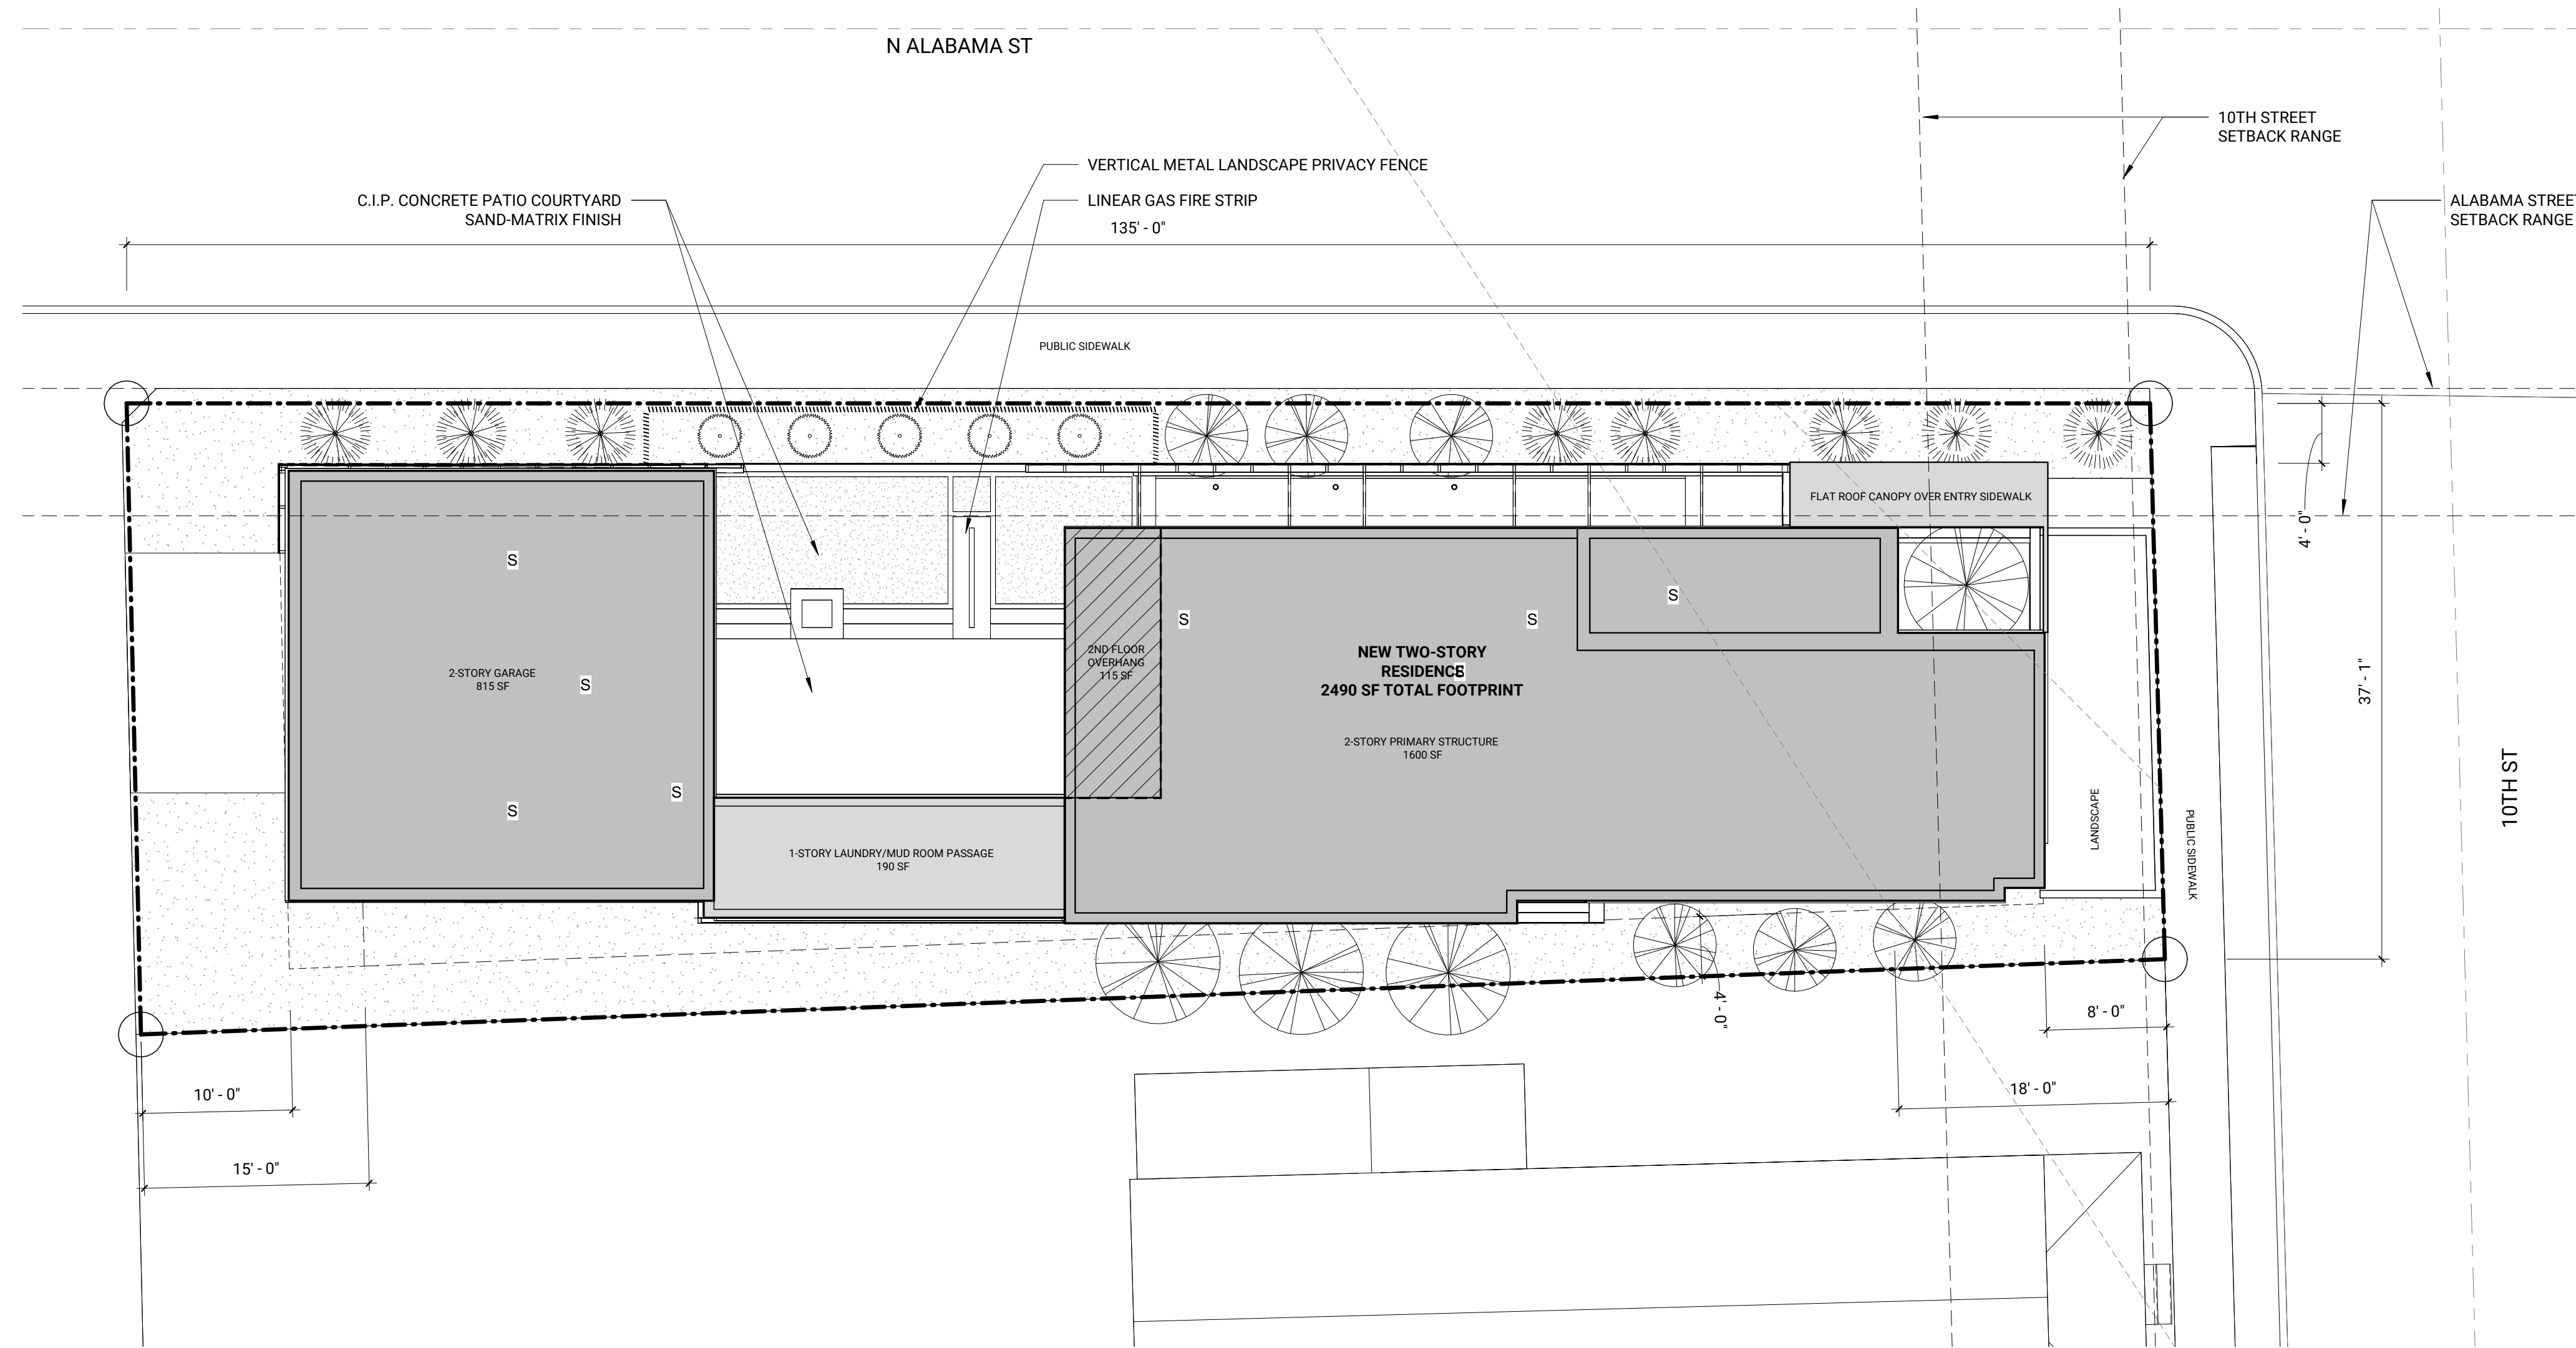 N ALABAMA ST
10TH STREET
SETBACK RANGE
VERTICAL METAL LANDSCAPE PRIVACY FENCE
C.I.P. CONCRETE PATIO COURTYARD
SAND-MATRIX FINISH
LINEAR GAS FIRE STRIP
ALABAMA STREET
SETBACK RANGE
135' - 0"
PUBLIC SIDEWALK
FLAT ROOF CANOPY OVER ENTRY SIDEWALK
4' - 0"
S
S
S
S
2ND FLOOR
OVERHANG
115 SF
NEW TWO-STORY
RESIDENCE
S
2490 SF TOTAL FOOTPRINT
2-STORY GARAGE
815 SF
S
37' - 1"
2-STORY PRIMARY STRUCTURE
1600 SF
S
S
10TH ST
LANDSCAPE
PUBLIC SIDEWALK
1-STORY LAUNDRY/MUD ROOM PASSAGE
190 SF
4' - 0"
8' - 0"
10' - 0"
18' - 0"
15' - 0"